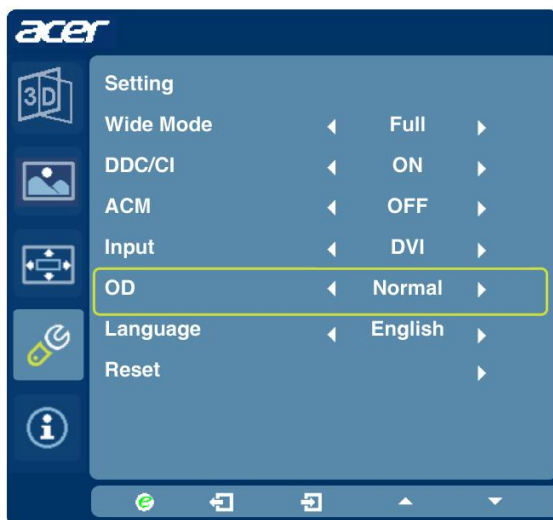 acer
3D
Setting
Wide Mode Full
DDC/CI ON
ACM OFF
Input DVI
OD Normal
Language English
Reset